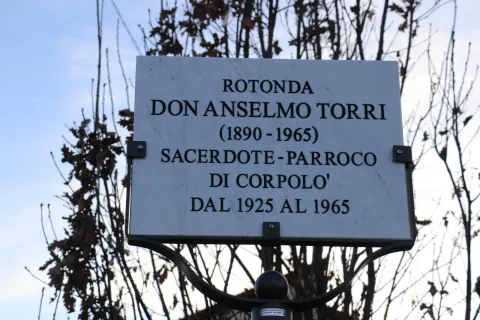 ROTONDA
DON ANSELMO TORRI
(1890 - 1965)
SACERDOTE - PARROCO
DI CORPOLO'
DAL 1925 AL 1965